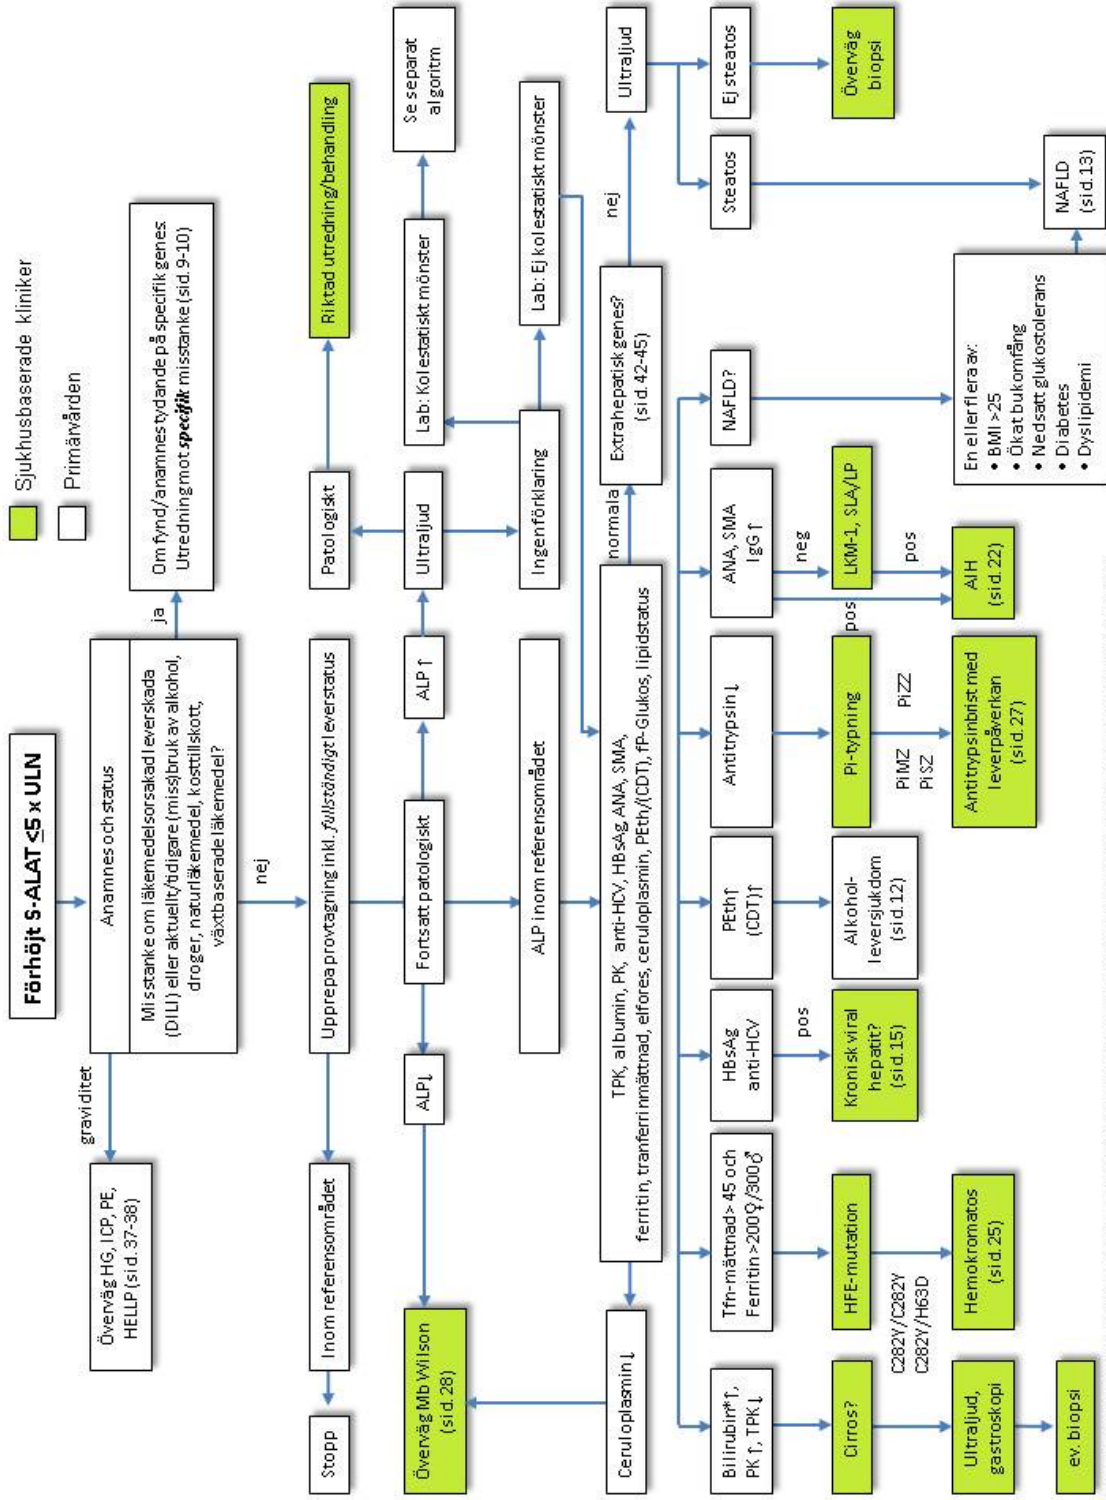 Sjukhusbaserade kliniker
Primärvården
Förhöjt S-ALAT ≤5 x ULN
Anamnes och status
Misstanke om läkemedelsorsakad leverskada
(DILI) eller aktuellt/tidigare (miss)bruk av alkohol,
droger, naturläkemedel, kosttillskott,
växtbaserade läkemedel?
graviditet
Överväg HG, ICP, PE,
HELLP (sid. 37-38)
ja
Om fynd/anamnes tydande på specifik genes:
Utredning mot specifik misstanke (sid. 9-10)
nej
Upprepa provtagning inkl. fullständigt leverstatus
Inom referensområdet
Stopp
Fortsatt patologiskt
ALP↓
Överväg Mb Wilson
(sid. 28)
ALP↑
Ultraljud
Patologiskt
Riktad utredning/behandling
Ingen förklaring
Lab: Kolestatiskt mönster
Se separat
algoritm
Lab: Ej kolestatiskt mönster
ALP inom referensområdet
TPK, albumin, PK, anti-HCV, HBsAg, ANA, SMA,
ferritin, tranferrinmättnad, elfores, ceruloplasmin, PEth/(CDT), fP-Glukos, lipidstatus
Ceruloplasmin↓
normala
Extrahepatisk genes?
(sid. 42-45)
nej
Ultraljud
Steatos
Ej steatos
Överväg
biopsi
Bilirubin*↑,
PK↑, TPK↓
Cirros?
Ultraljud,
gastroskopi
ev. biopsi
Tfn-mättnad> 45 och
Ferritin >200♀/300♂
HFE-mutation
C282Y/C282Y
C282Y/H63D
Hemokromatos
(sid. 25)
HBsAg
anti-HCV
pos
Kronisk viral
hepatit?
(sid. 15)
PEth↑
(CDT)↑
Alkohol-
leversjukdom
(sid. 12)
Antitrypsin↓
Pi-typning
PiMZ
PiSZ
PiZZ
Antitrypsinbrist med
leverpåverkan
(sid. 27)
ANA, SMA
IgG↑
neg
pos
LKM-1, SLA/LP
pos
AIH
(sid. 22)
NAFLD?
En eller flera av:
• BMI >25
• Ökat bukomfång
• Nedsatt glukostolerans
• Diabetes
• Dyslipidemi
NAFLD
(sid. 13)